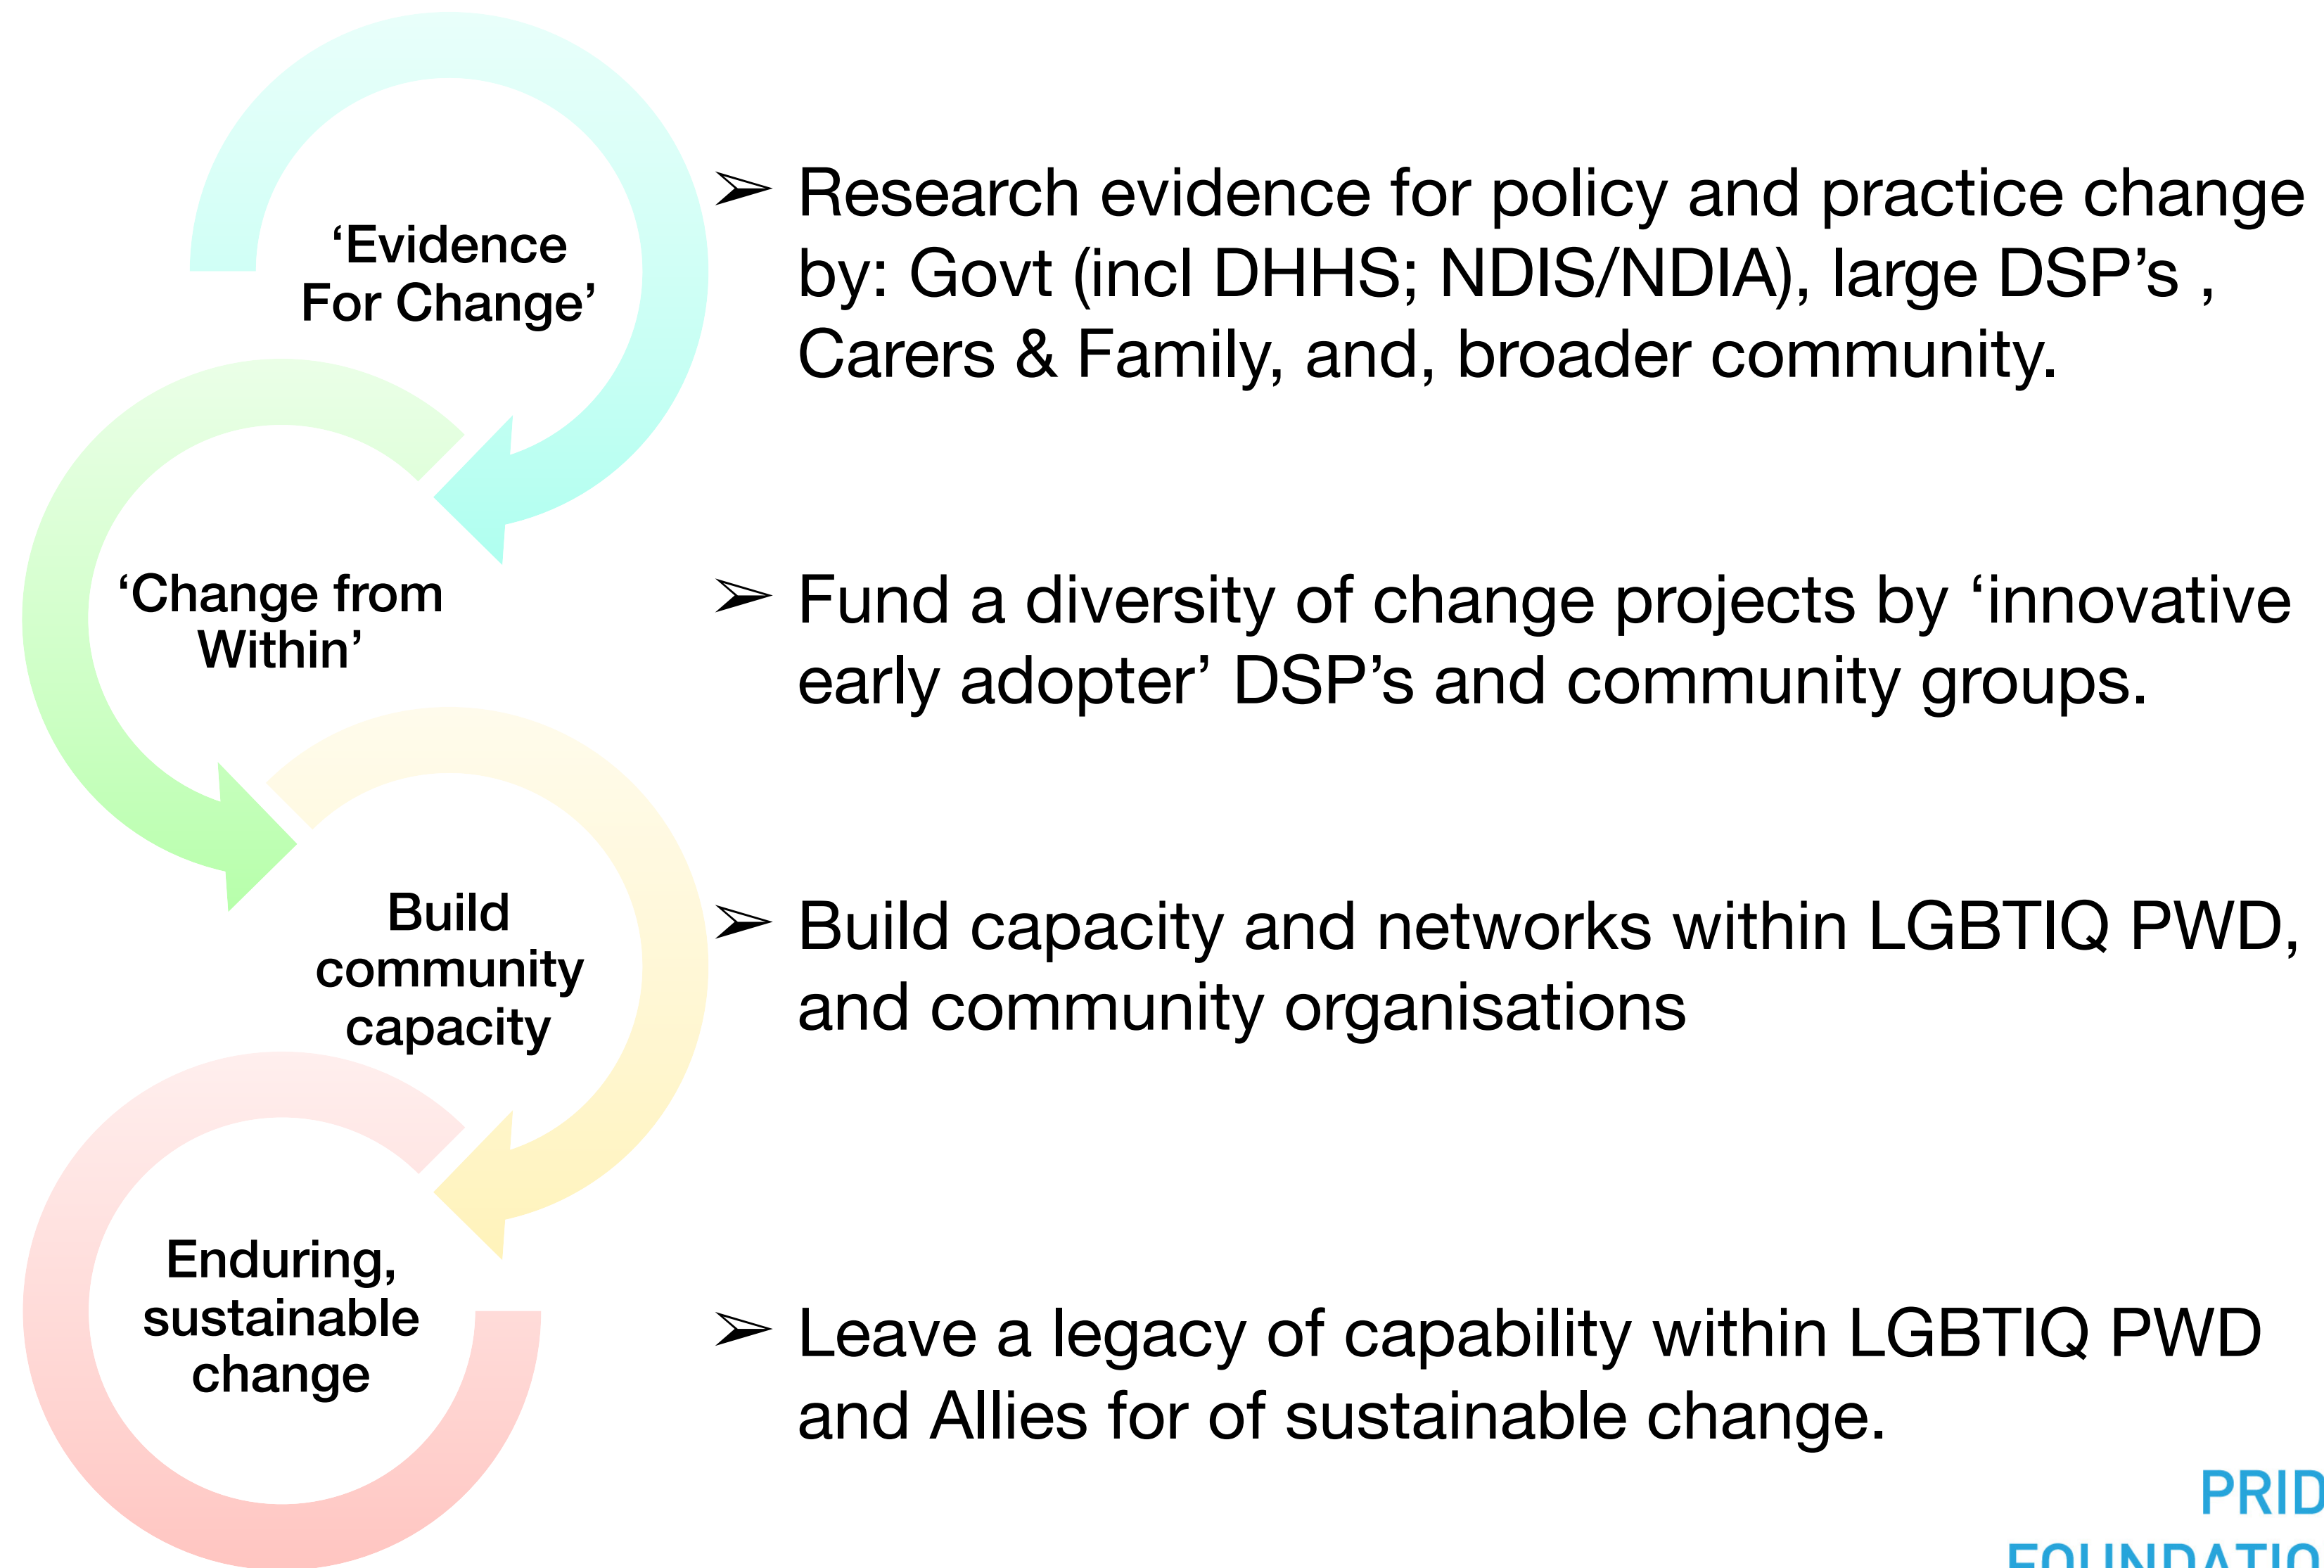 ‘Evidence
For Change’
➢ Research evidence for policy and practice change
by: Govt (incl DHHS; NDIS/NDIA), large DSP’s ,
Carers & Family, and, broader community.
‘Change from
Within’
➢ Fund a diversity of change projects by ‘innovative
early adopter’ DSP’s and community groups.
Build
community
capacity
➢ Build capacity and networks within LGBTIQ PWD,
and community organisations
Enduring,
sustainable
change
➢ Leave a legacy of capability within LGBTIQ PWD
and Allies for of sustainable change.